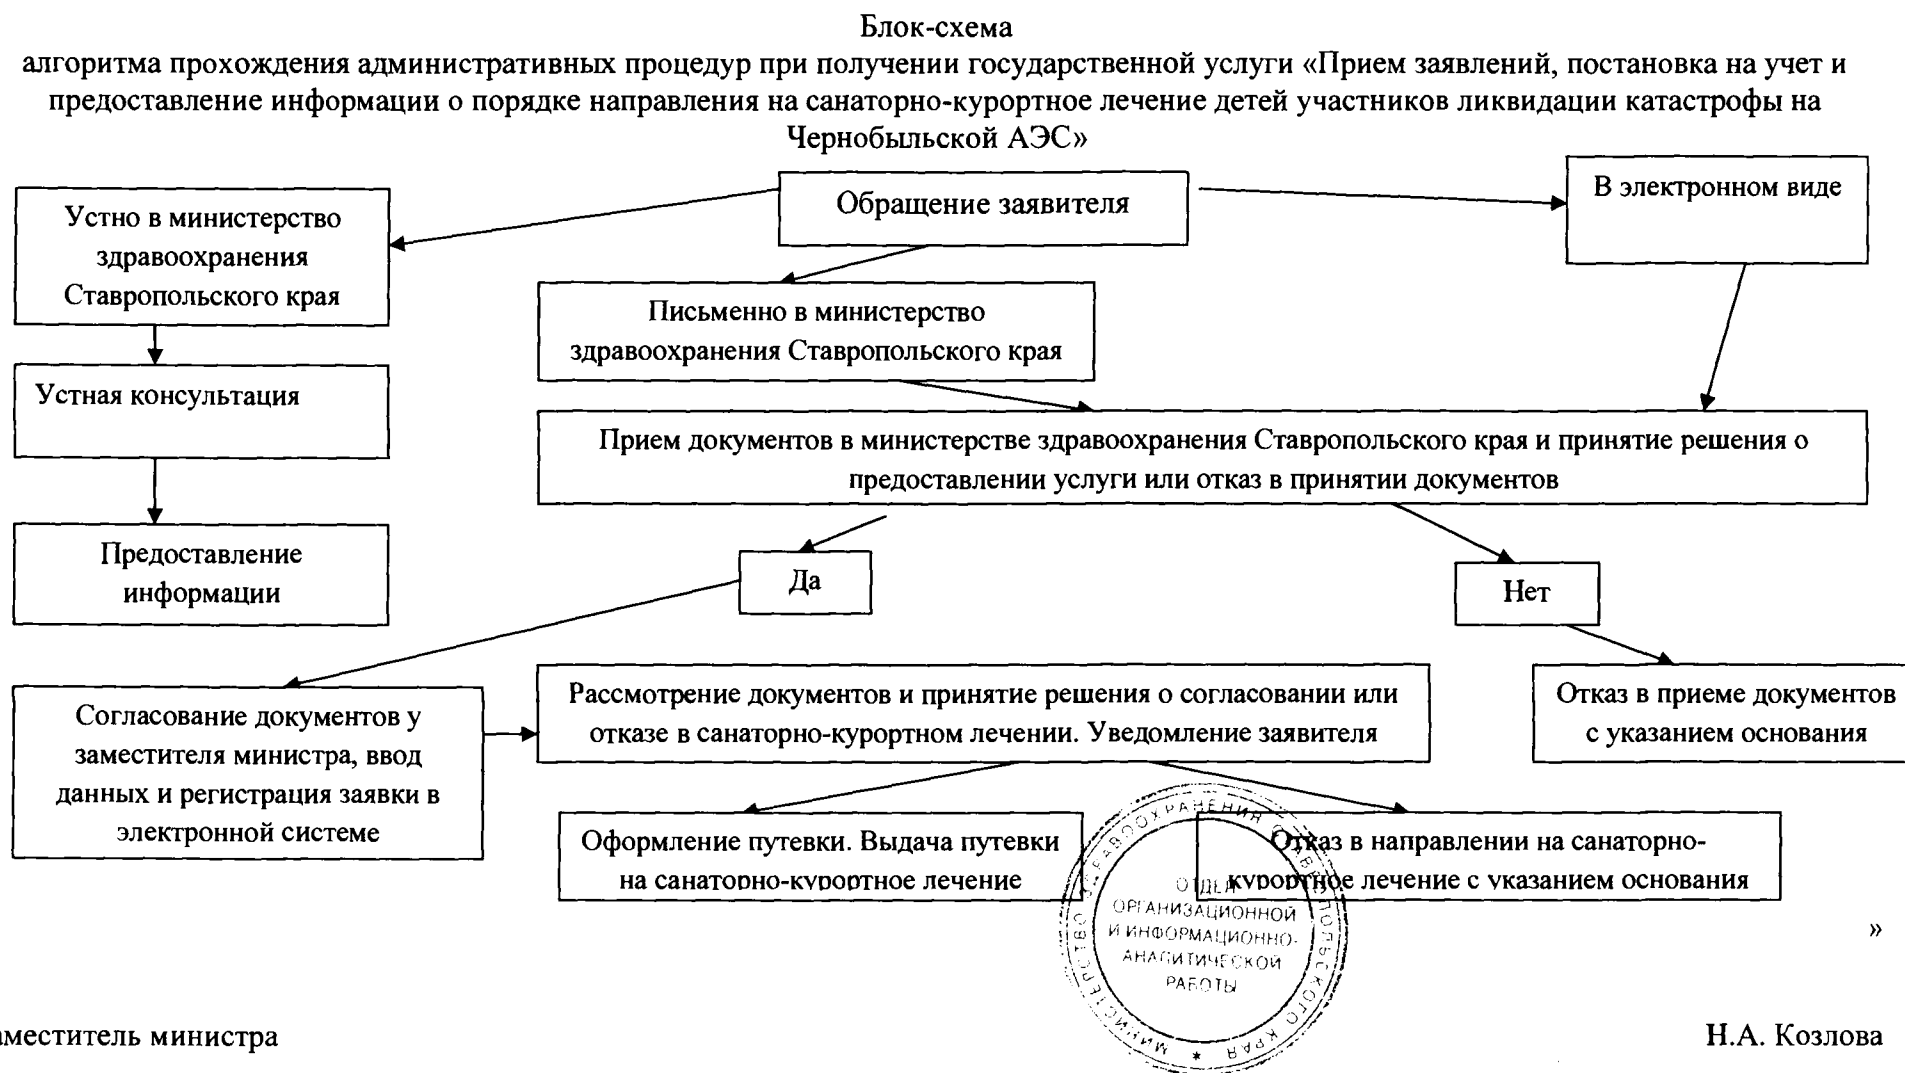 Блок-схема
алгоритма прохождения административных процедур при получении государственной услуги «Прием заявлений, постановка на учет и
предоставление информации о порядке направления на санаторно-курортное лечение детей участников ликвидации катастрофы на
Чернобыльской АЭС»
Обращение заявителя
В электронном виде
Устно в министерство
здравоохранения
Ставропольского края
Письменно в министерство
здравоохранения Ставропольского края
Устная консультация
Прием документов в министерстве здравоохранения Ставропольского края и принятие решения о
предоставлении услуги или отказ в принятии документов
Предоставление
информации
Да
Нет
Согласование документов у
заместителя министра, ввод
данных и регистрация заявки в
электронной системе
Рассмотрение документов и принятие решения о согласовании или
отказе в санаторно-курортном лечении. Уведомление заявителя
Отказ в приеме документов
с указанием основания
Оформление путевки. Выдача путевки
на санаторно-курортное лечение
Отказ в направлении на санаторно-
курортное лечение с указанием основания
МИНИСТЕРСТВО ЗДРАВООХРАНЕНИЯ СТАВРОПОЛЬСКОГО КРАЯ
ОТДЕЛ
ОРГАНИЗАЦИОННОЙ
И ИНФОРМАЦИОННО-
АНАЛИТИЧЕСКОЙ
РАБОТЫ
»
аместитель министра
Н.А. Козлова